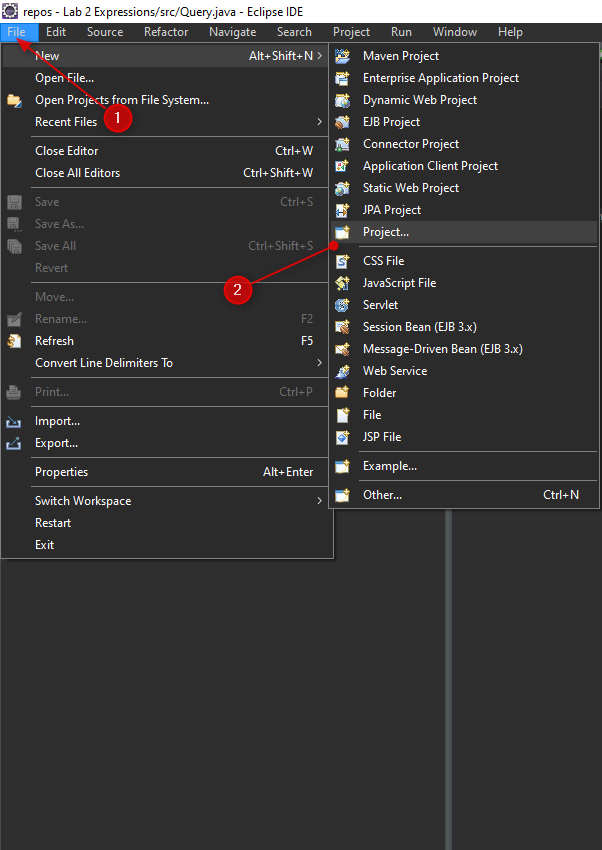 repos - Lab 2 Expressions/src/Query.java - Eclipse IDE
File Edit Source Refactor Navigate Search Project Run Window Help
New Alt+Shift+N >
Open File...
Open Projects from File System...
Recent Files >
Close Editor Ctrl+W
Close All Editors Ctrl+Shift+W
Save Ctrl+S
Save As...
Save All Ctrl+Shift+S
Revert
Move...
Rename... F2
Refresh F5
Convert Line Delimiters To >
Print... Ctrl+P
Import...
Export...
Properties Alt+Enter
Switch Workspace >
Restart
Exit
1
Maven Project
Enterprise Application Project
Dynamic Web Project
EJB Project
Connector Project
Application Client Project
Static Web Project
JPA Project
Project...
2
CSS File
JavaScript File
Servlet
Session Bean (EJB 3.x)
Message-Driven Bean (EJB 3.x)
Web Service
Folder
File
JSP File
Example...
Other... Ctrl+N